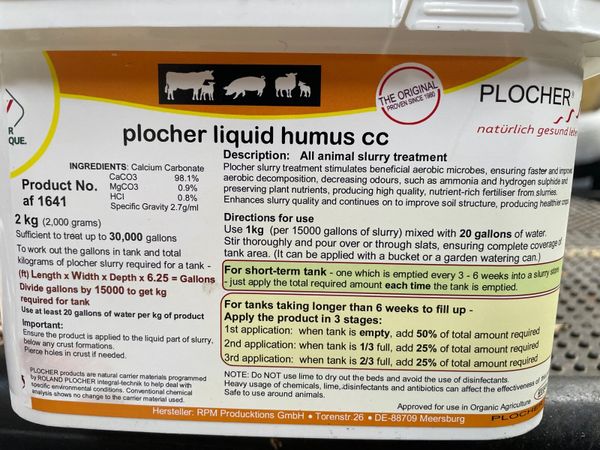 THE ORIGINAL
PROVEN SINCE 1980
PLOCHER®
natürlich gesund leben
R
QUE.
plocher liquid humus cc
INGREDIENTS: Calcium Carbonate
CaCO3 98.1%
MgCO3 0.9%
HCl 0.8%
Specific Gravity 2.7g/ml
Product No.
af 1641
2 kg (2,000 grams)
Sufficient to treat up to 30,000 gallons
To work out the gallons in tank and total
kilograms of plocher slurry required for a tank -
(ft) Length x Width x Depth x 6.25 = Gallons
Divide gallons by 15000 to get kg
required for tank
Use at least 20 gallons of water per kg of product
Important:
Ensure the product is applied to the liquid part of slurry,
below any crust formations.
Pierce holes in crust if needed.
PLOCHER products are natural carrier materials programmed
by ROLAND PLOCHER integral-technik to help deal with
specific environmental conditions. Conventional chemical
analysis shows no change to the carrier material used.
Description: All animal slurry treatment
Plocher slurry treatment stimulates beneficial aerobic microbes, ensuring faster and
aerobic decomposition, decreasing odours, such as ammonia and hydrogen sulphide and
preserving plant nutrients, producing high quality, nutrient-rich fertiliser from slurries.
Enhances slurry quality and continues on to improve soil structure, producing healthier
Directions for use
Use 1kg (per 15000 gallons of slurry) mixed with 20 gallons of water.
Stir thoroughly and pour over or through slats, ensuring complete coverage of
tank area. (It can be applied with a bucket or a garden watering can.)
For short-term tank - one which is emptied every 3 - 6 weeks into a slurry
- just apply the total required amount each time the tank is emptied.
For tanks taking longer than 6 weeks to fill up -
Apply the product in 3 stages:
1st application: when tank is empty, add 50% of total amount required
2nd application: when tank is 1/3 full, add 25% of total amount required
3rd application: when tank is 2/3 full, add 25% of total amount required
NOTE: Do NOT use lime to dry out the beds and avoid the use of disinfectants.
Heavy usage of chemicals, lime, disinfectants and antibiotics can affect the effectiveness of
Safe to use around animals.
Approved for use in Organic Agriculture
Hersteller: RPM Producktions GmbH • Torenstr.26 • DE-88709 Meersburg
PLOCHER